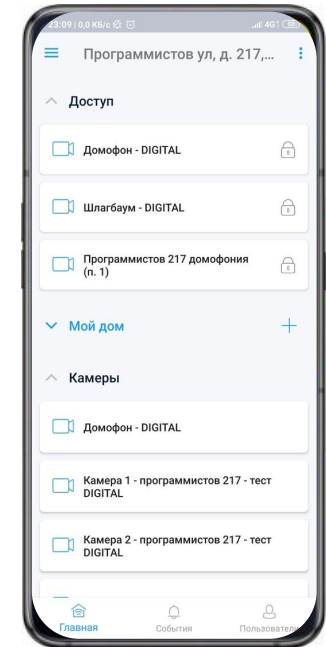 23:09 | 0,0 КБ/с
4G
Программистов ул, д. 217,...
Доступ
Домофон - DIGITAL
Шлагбаум - DIGITAL
Программистов 217 домофония
(п. 1)
Мой дом
Камеры
Домофон - DIGITAL
Камера 1 - программистов 217 - тест
DIGITAL
Камера 2 - программистов 217 - тест
DIGITAL
Главная
События
Пользователи